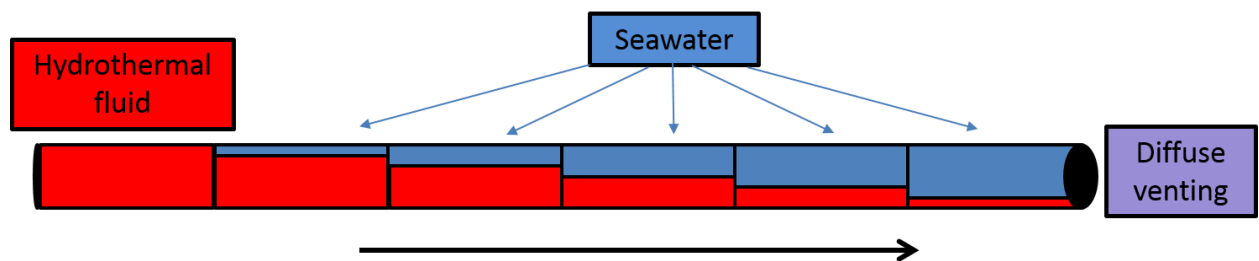 Hydrothermal
fluid
Seawater
Diffuse
venting